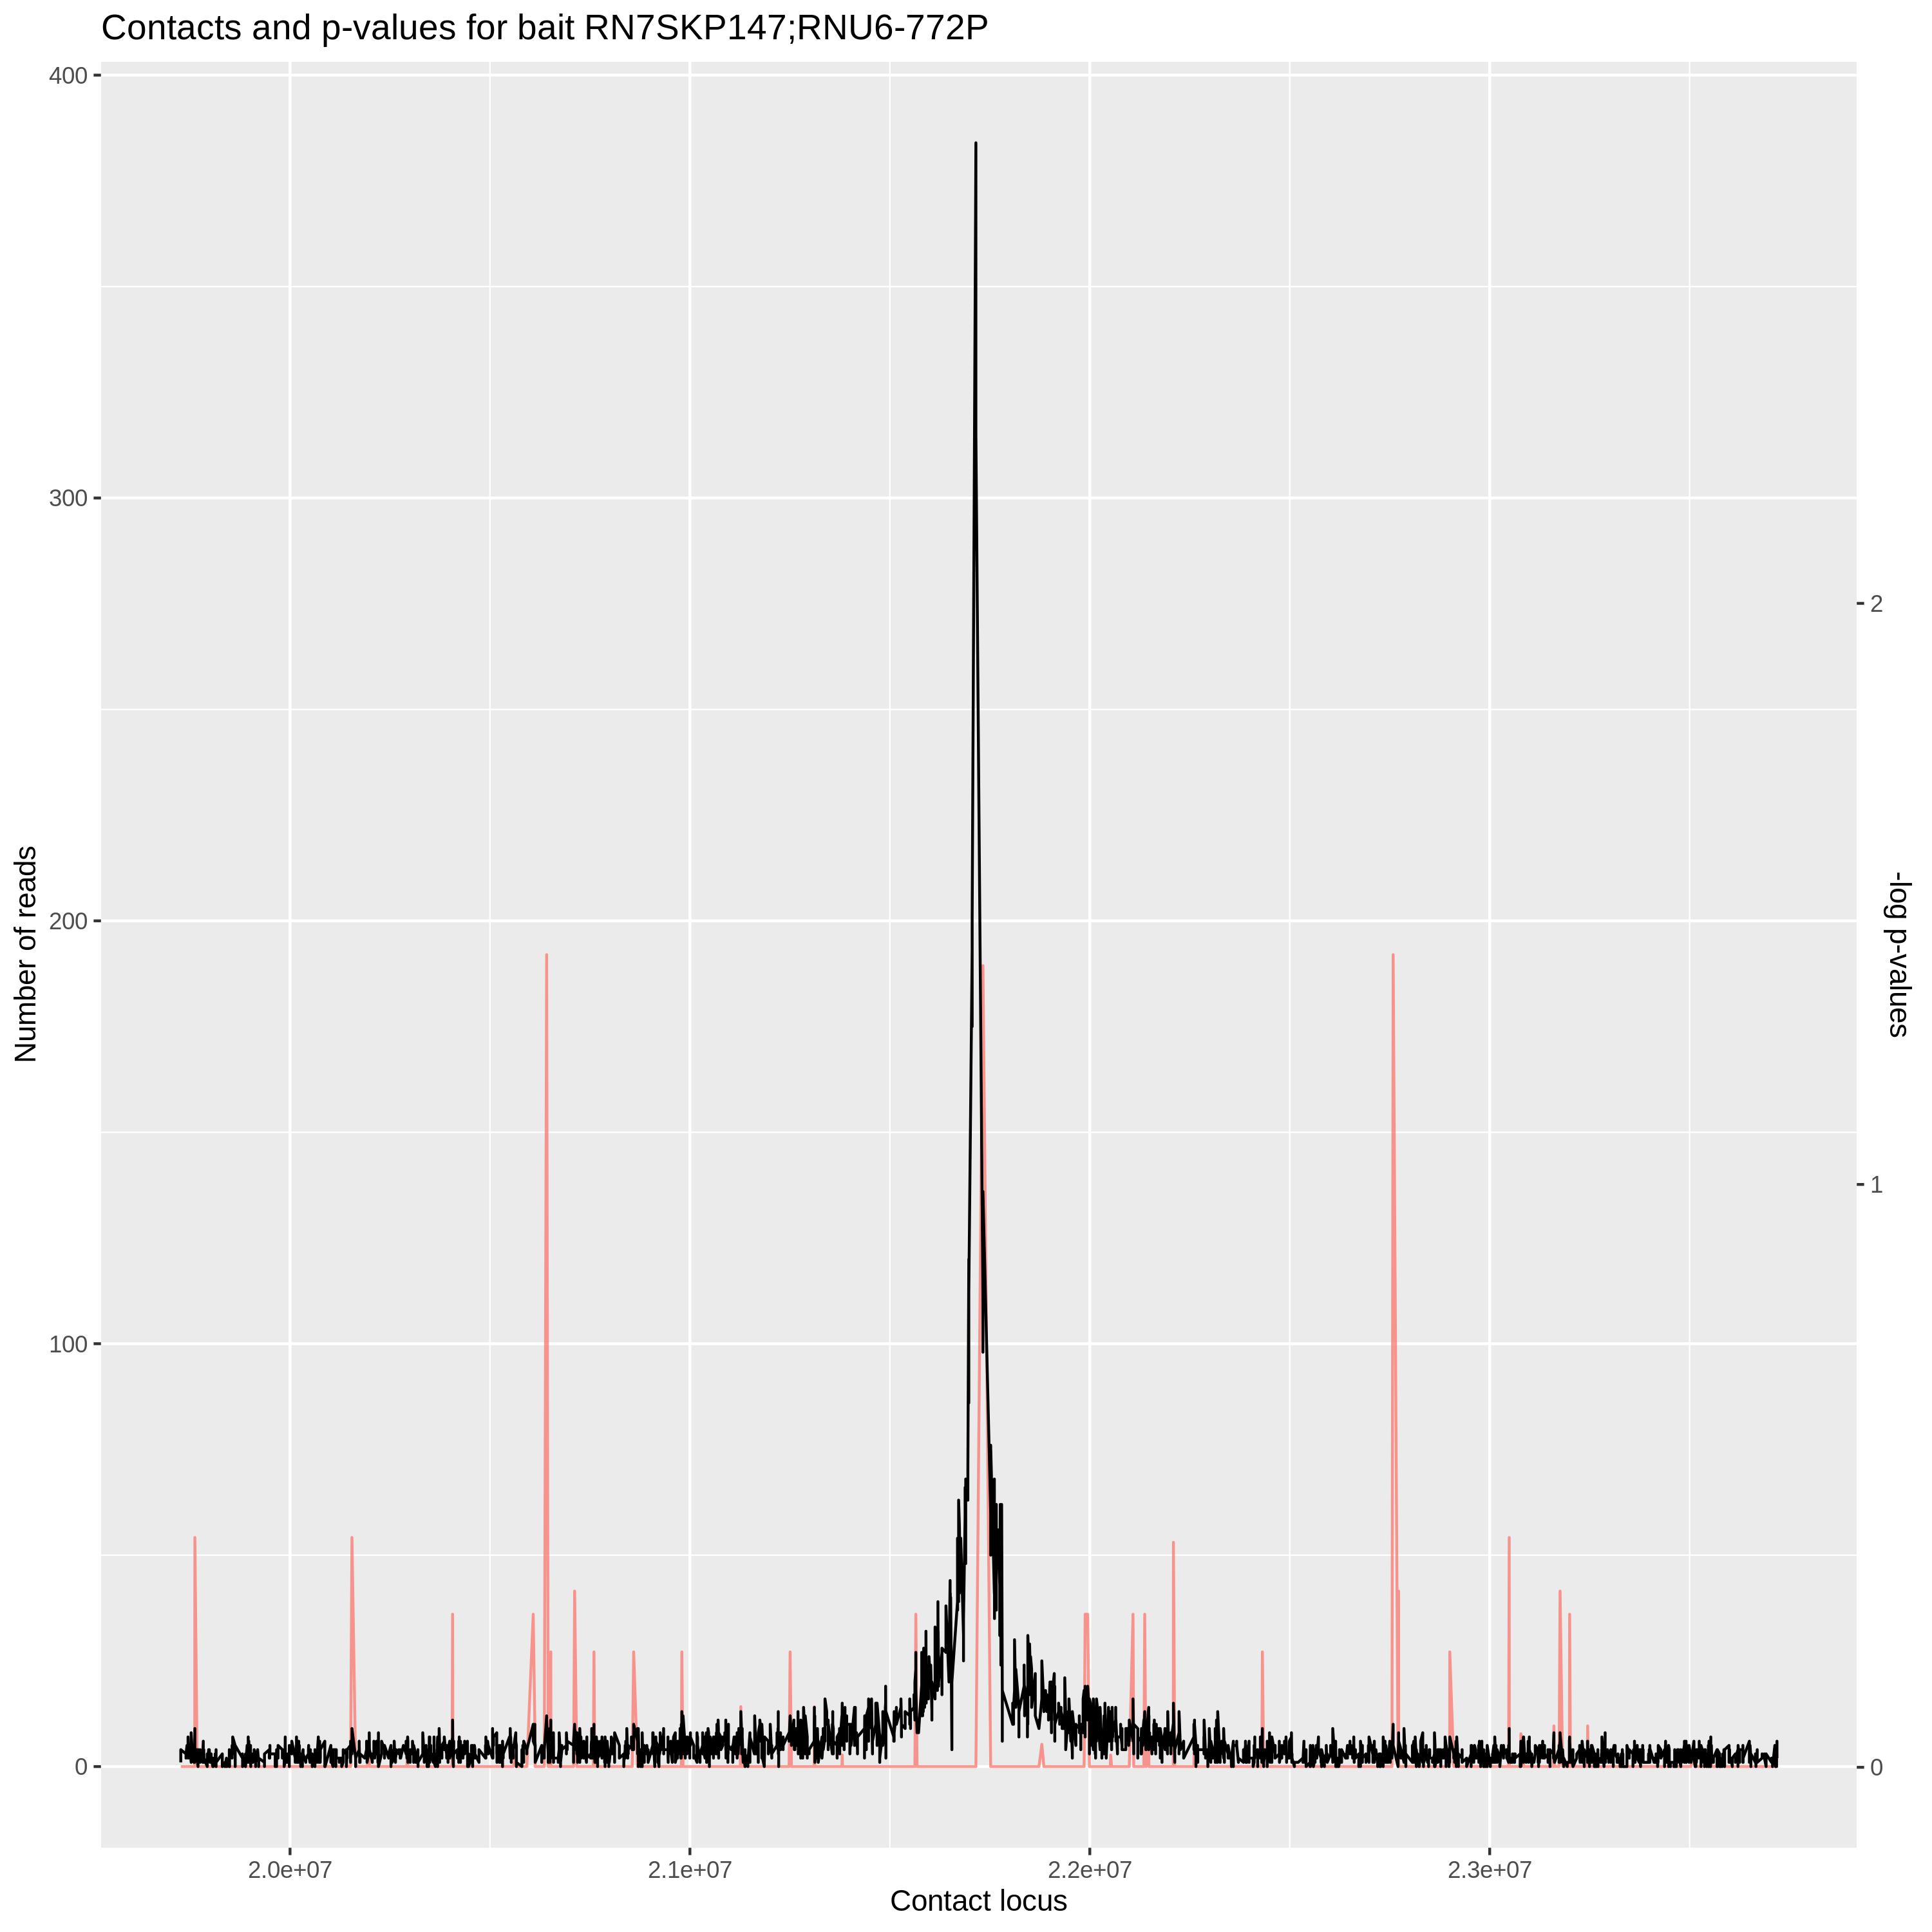 Contacts and p-values for bait RN7SKP147;RNU6-772P
400
300
200
100
0
Number of reads
2
1
0
-log p-values
2.0e+07
2.1e+07
2.2e+07
2.3e+07
Contact locus